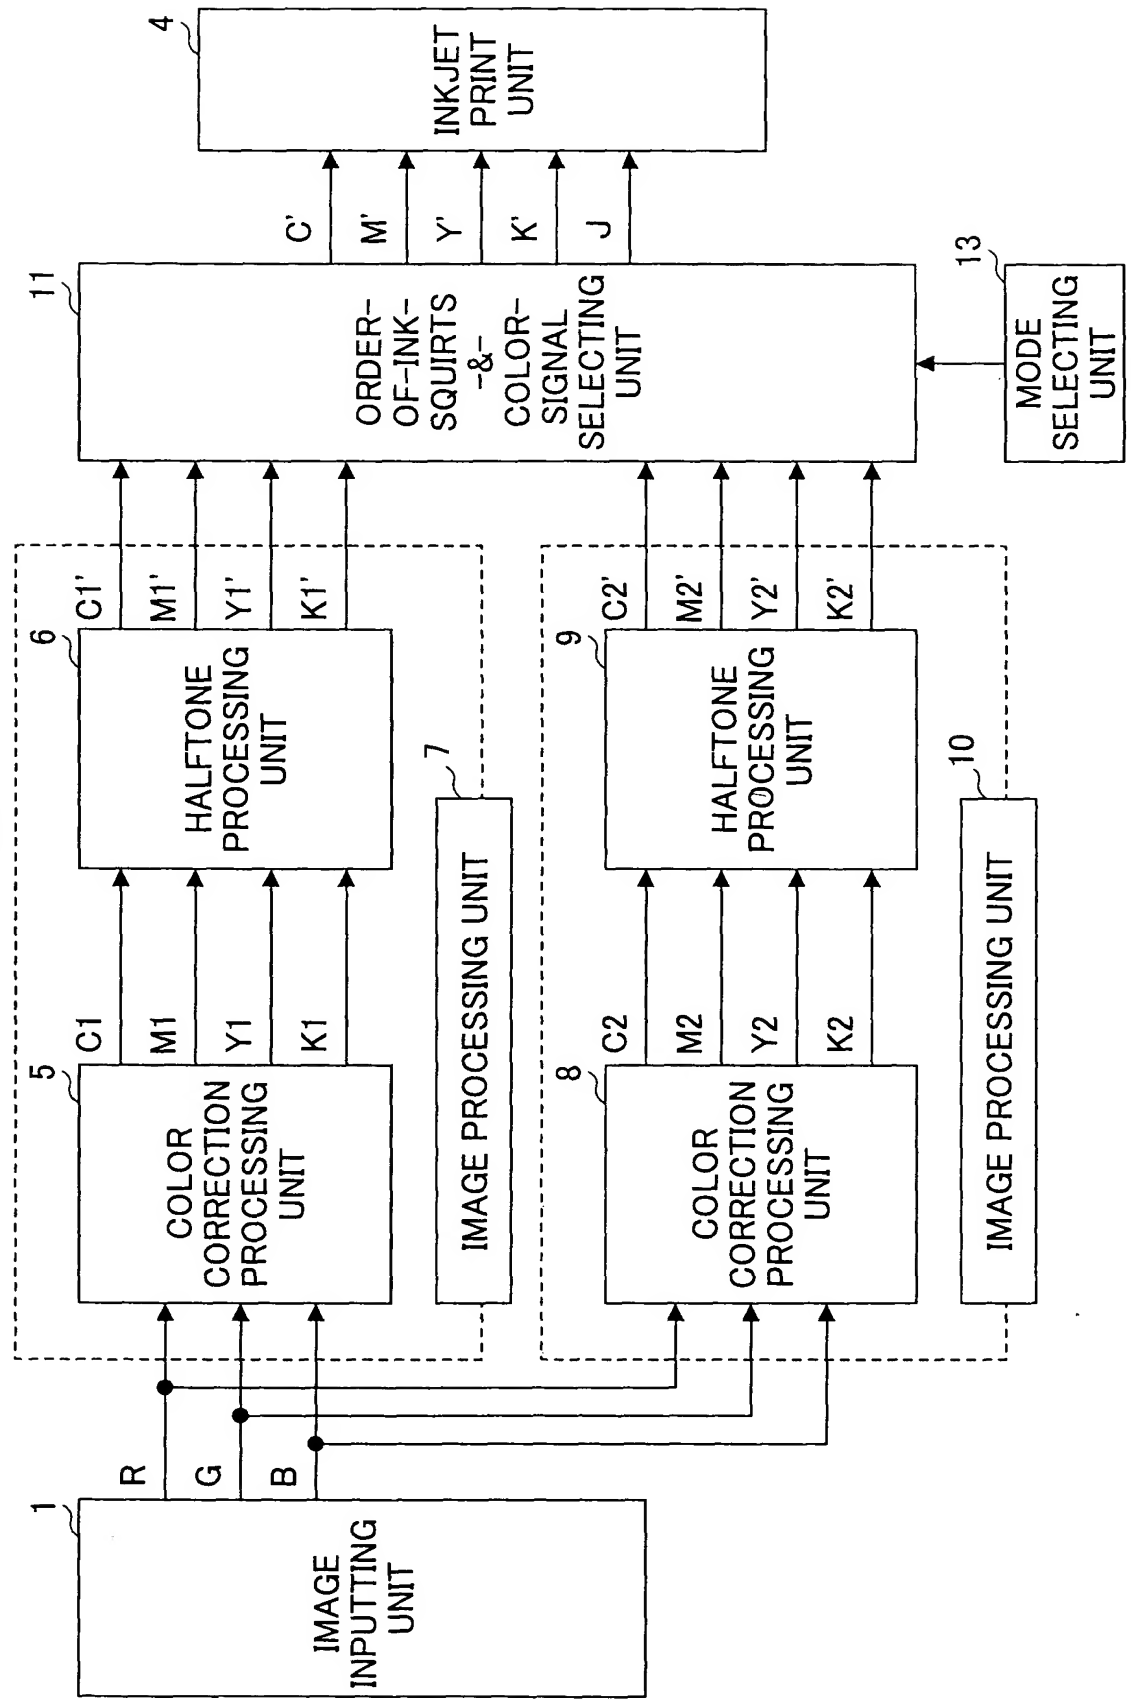 1
IMAGE
INPUTTING
UNIT
R
G
B
5
COLOR
CORRECTION
PROCESSING
UNIT
C1
M1
Y1
K1
6
HALFTONE
PROCESSING
UNIT
C1'
M1'
Y1'
K1'
7
IMAGE PROCESSING UNIT
8
COLOR
CORRECTION
PROCESSING
UNIT
C2
M2
Y2
K2
9
HALFTONE
PROCESSING
UNIT
C2'
M2'
Y2'
K2'
10
IMAGE PROCESSING UNIT
11
ORDER-
OF-INK-
SQUIRTS
-&-
COLOR-
SIGNAL
SELECTING
UNIT
13
MODE
SELECTING
UNIT
C'
M'
Y'
K'
J
4
INKJET
PRINT
UNIT